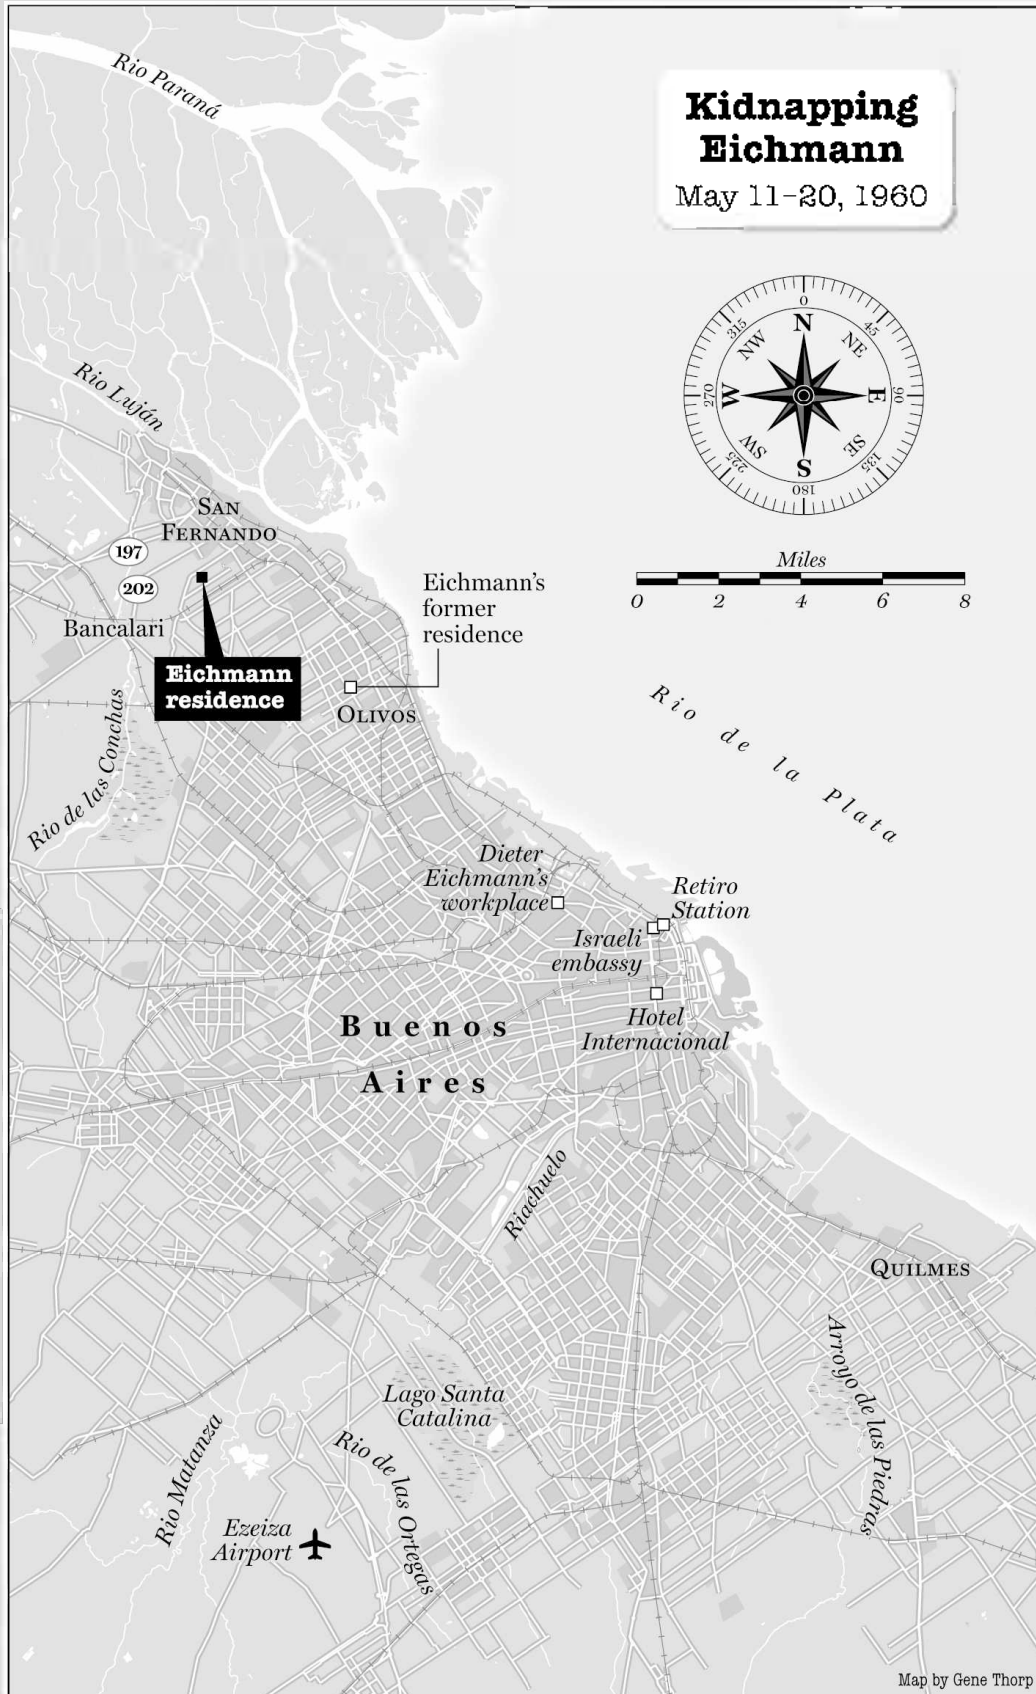 Rio Paraná
Kidnapping
Eichmann
May 11–20, 1960
0
45
90
135
180
225
270
315
N
NE
E
SE
S
SW
W
NW
Rio Luján
San
Fernando
197
202
Bancalari
Miles
0 2 4 6 8
Eichmann's
former
residence
Eichmann
residence
Olivos
Rio de las Conchas
Rio de la Plata
Dieter
Eichmann's
workplace
Retiro
Station
Israeli
embassy
Hotel
Internacional
Buenos
Aires
Riachuelo
Quilmes
Arroyo de las Piedras
Lago Santa
Catalina
Rio Matanza
Rio de las Ortegas
Ezeiza
Airport
Map by Gene Thorp